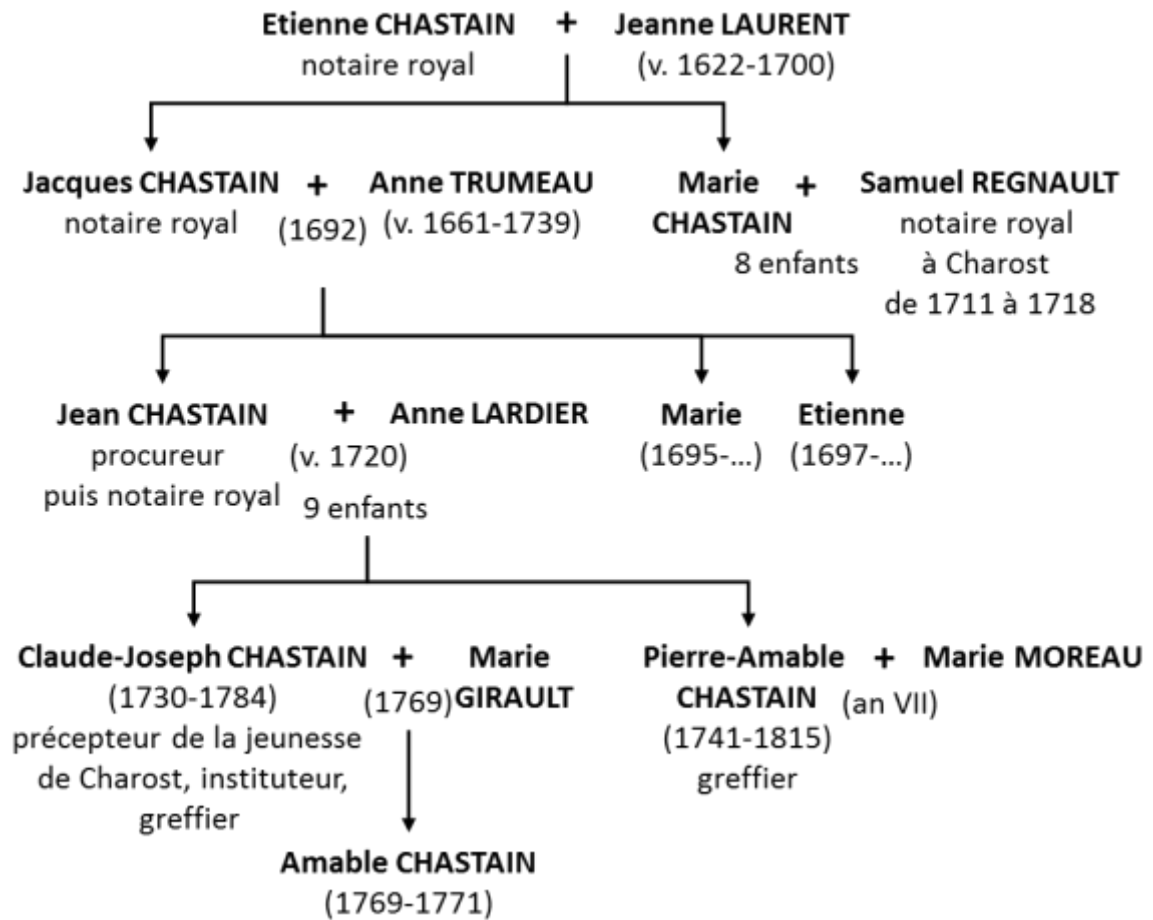 Etienne CHASTAIN + Jeanne LAURENT
notaire royal (v. 1622-1700)
Jacques CHASTAIN + Anne TRUMEAU
notaire royal (1692) (v. 1661-1739)
Marie + Samuel REGNAULT
CHASTAIN notaire royal
8 enfants à Charost
de 1711 à 1718
Jean CHASTAIN + Anne LARDIER
procureur (v. 1720)
puis notaire royal
9 enfants
Marie
(1695-...)
Etienne
(1697-...)
Claude-Joseph CHASTAIN + Marie
(1730-1784) (1769) GIRAULT
précepteur de la jeunesse
de Charost, instituteur,
greffier
Pierre-Amable + Marie MOREAU
CHASTAIN (an VII)
(1741-1815)
greffier
Amable CHASTAIN
(1769-1771)